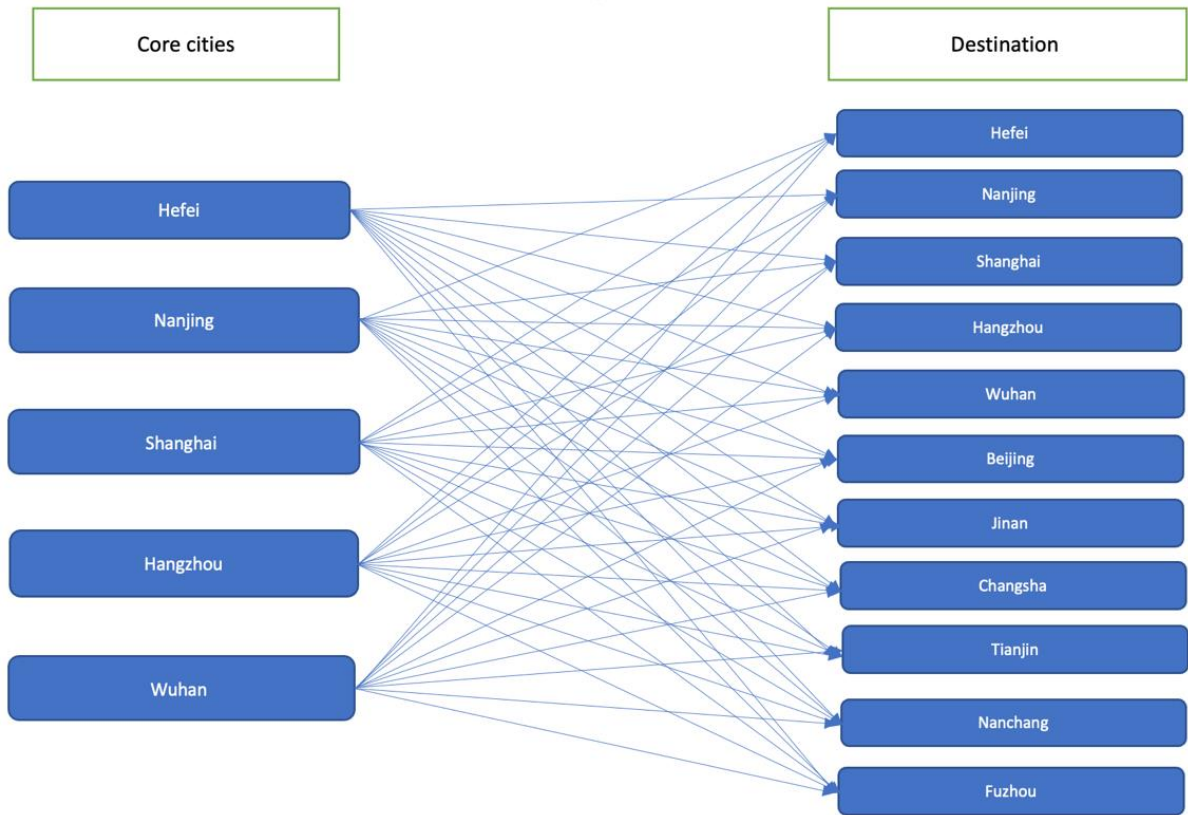 Core cities
Destination
Hefei
Nanjing
Shanghai
Hangzhou
Wuhan
Hefei
Nanjing
Shanghai
Hangzhou
Wuhan
Beijing
Jinan
Changsha
Tianjin
Nanchang
Fuzhou